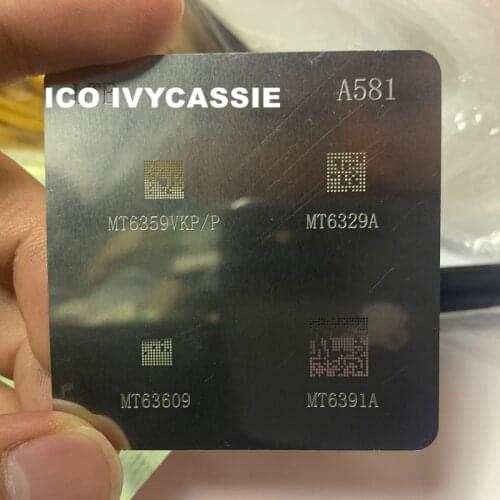 ICO IVYCASSIE
A581
MT6359VKP/P
MT6329A
MT63609
MT6391A